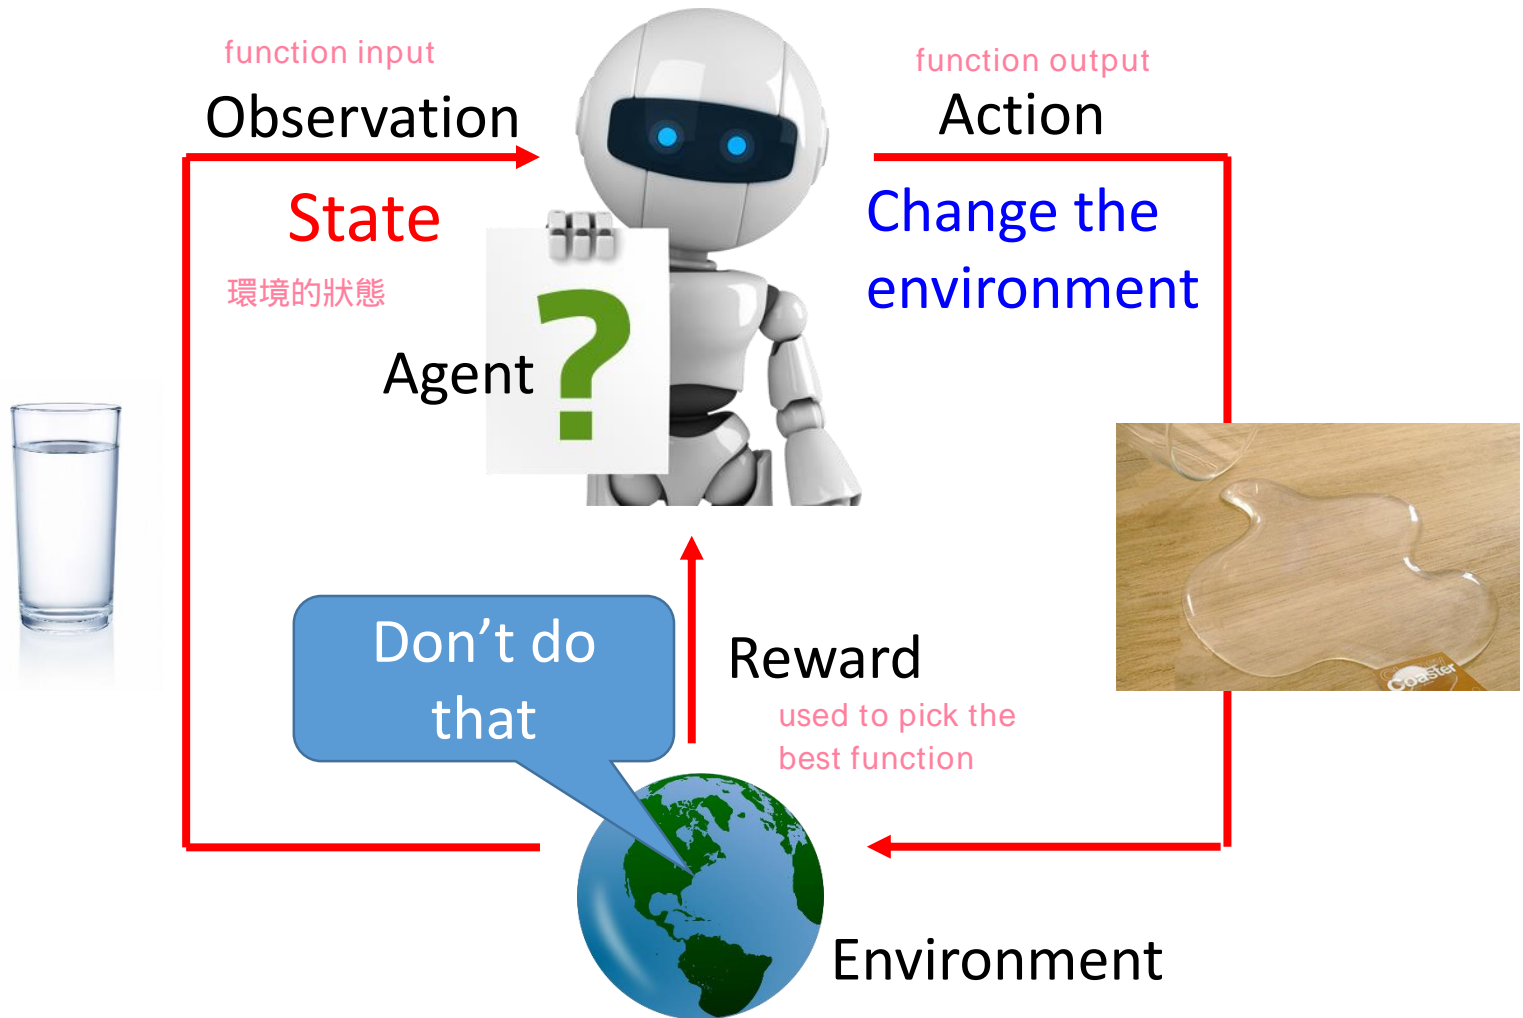 function input
Observation
State
環境的狀態
function output
Action
Change the
environment
Agent
?
Don’t do
that
Reward
used to pick the
best function
Coaster
Environment